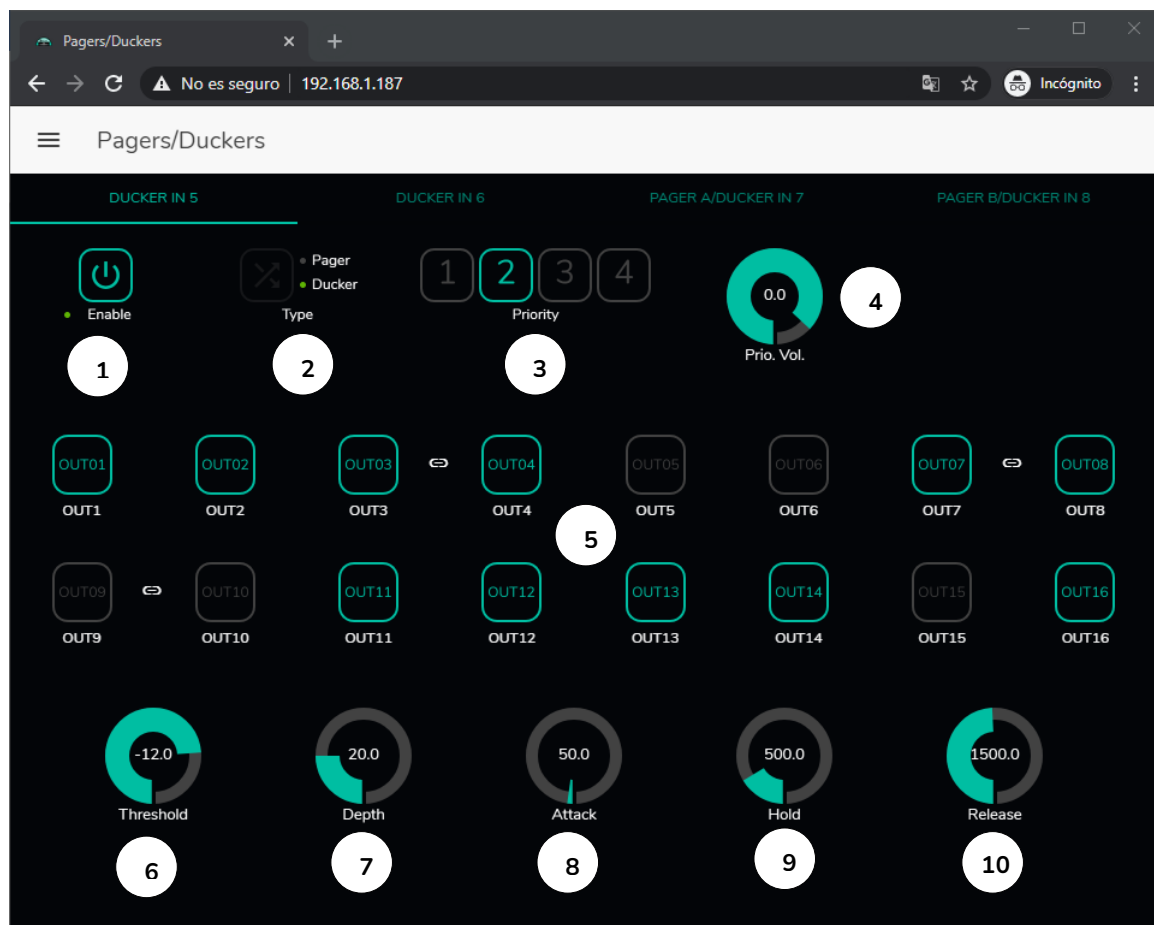 Pagers/Duckers
No es seguro | 192.168.1.187
Incógnito
Pagers/Duckers
DUCKER IN 5 DUCKER IN 6 PAGER A/DUCKER IN 7 PAGER B/DUCKER IN 8
Pager
Ducker
1 2 3 4
0.0
4
Enable Type Priority
Prio. Vol.
1 2 3
OUT01 OUT02 OUT03 OUT04 OUT05 OUT06 OUT07 OUT08
OUT1 OUT2 OUT3 OUT4 OUT5 OUT6 OUT7 OUT8
5
OUT09 OUT10 OUT11 OUT12 OUT13 OUT14 OUT15 OUT16
OUT9 OUT10 OUT11 OUT12 OUT13 OUT14 OUT15 OUT16
-12.0 20.0 50.0 500.0 1500.0
Threshold Depth Attack Hold Release
6 7 8 9 10